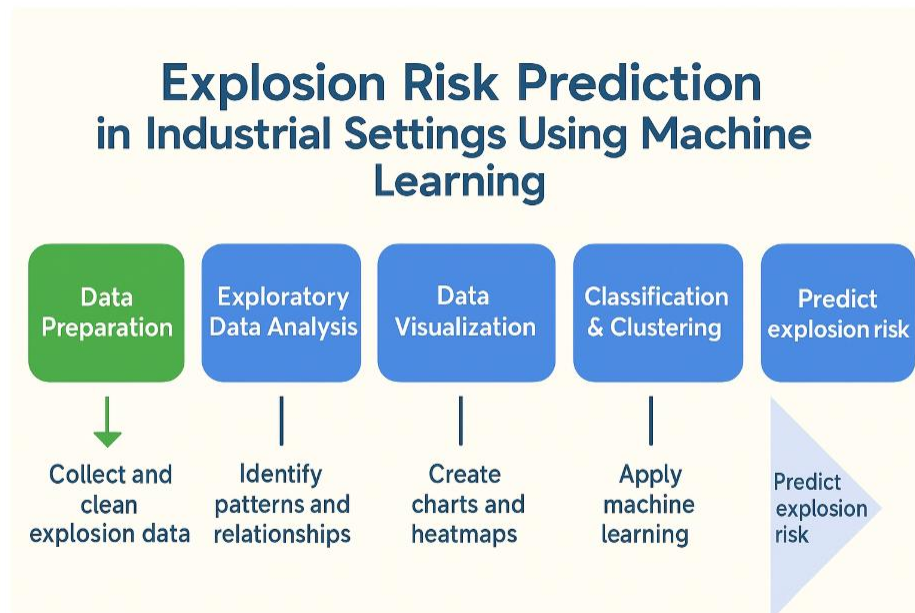 Explosion Risk Prediction
in Industrial Settings Using Machine
Learning
Data
Preparation
Exploratory
Data Analysis
Data
Visualization
Classification
& Clustering
Predict
explosion risk
Collect and
clean
explosion data
Identify
patterns and
relationships
Create
charts and
heatmaps
Apply
machine
learning
Predict
explosion
risk